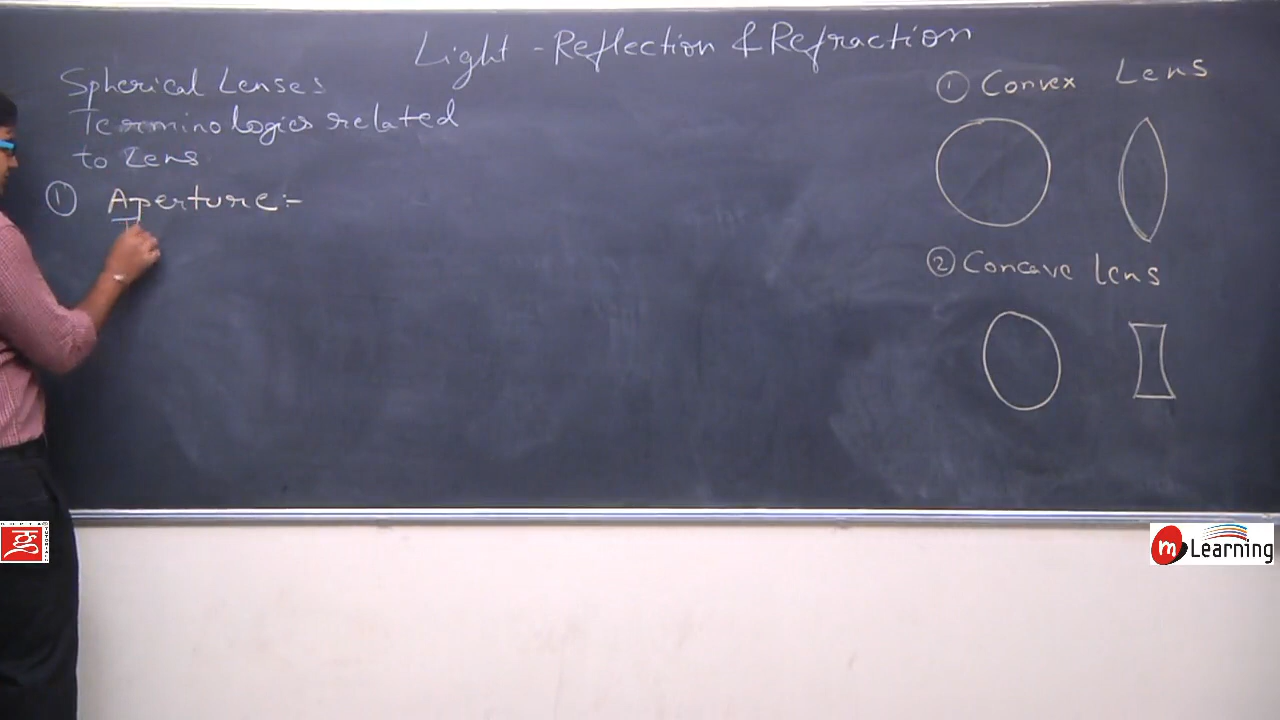 Light - Reflection & Refraction
Spherical Lenses
Terminologies related
to Lens
① Aperture:-
① Convex Lens
② Concave lens
m Learning